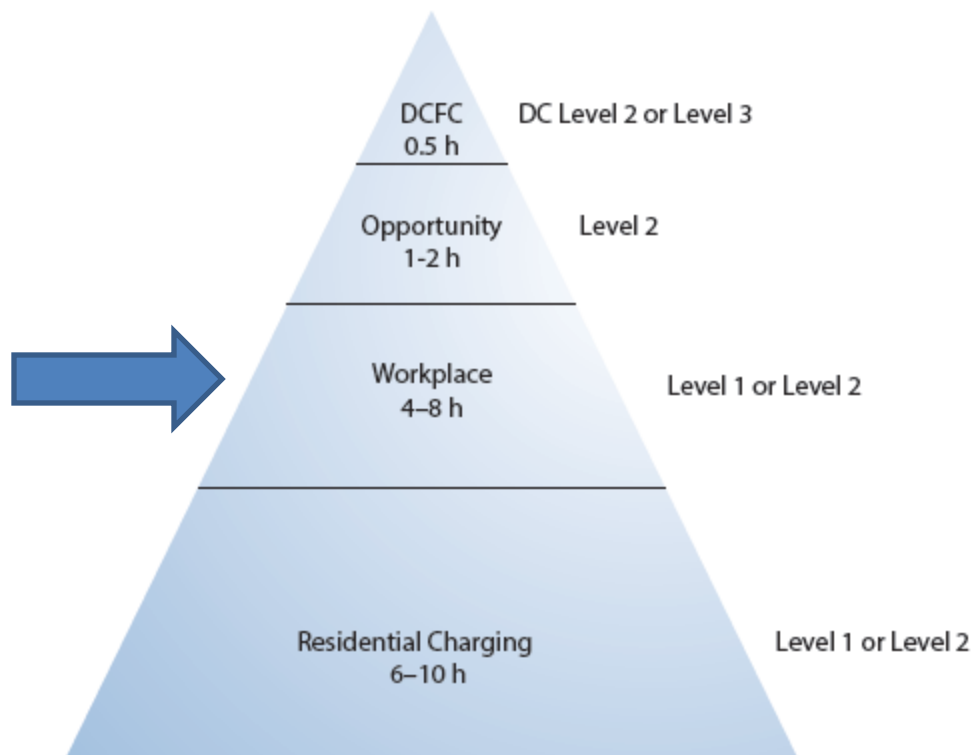 DCFC
0.5 h
DC Level 2 or Level 3
Opportunity
1-2 h
Level 2
Workplace
4–8 h
Level 1 or Level 2
Residential Charging
6–10 h
Level 1 or Level 2